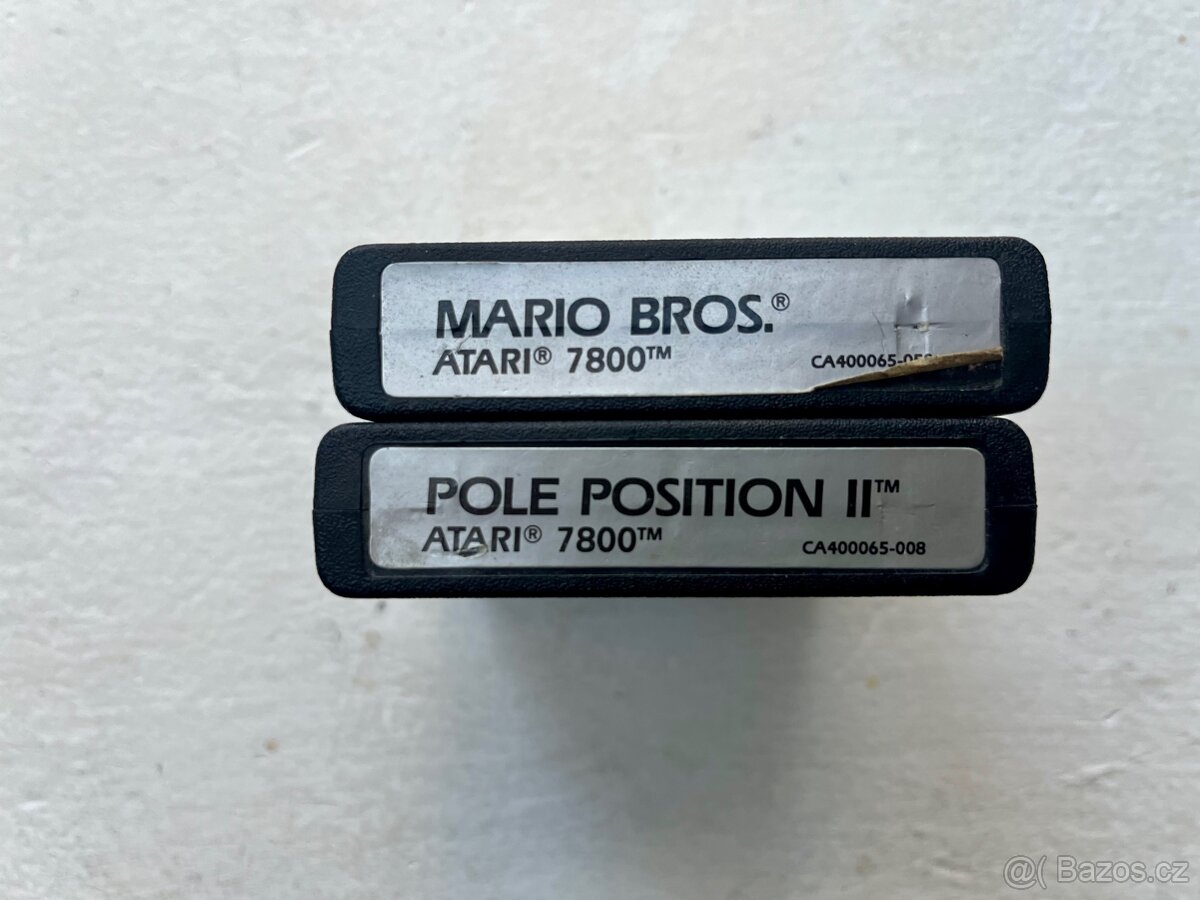 MARIO BROS.®
ATARI® 7800™
POLE POSITION II™
ATARI® 7800™
CA400065-008
@( Bazos.cz